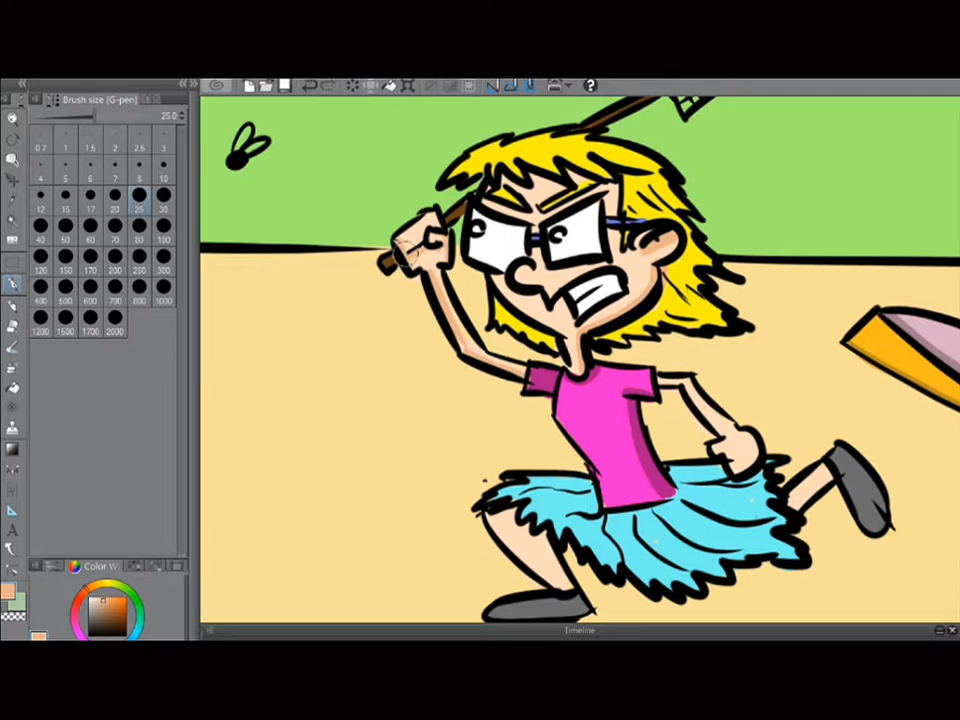 ?
Brush size [G-pen]
25.0
0.7 1 1.5 2 2.5 3
4 5 6 7 8 10
12 15 17 20 25 30
40 50 60 70 80 100
120 150 170 200 250 300
400 500 600 700 800 1000
1200 1500 1700 2000
A
Color W
Timeline